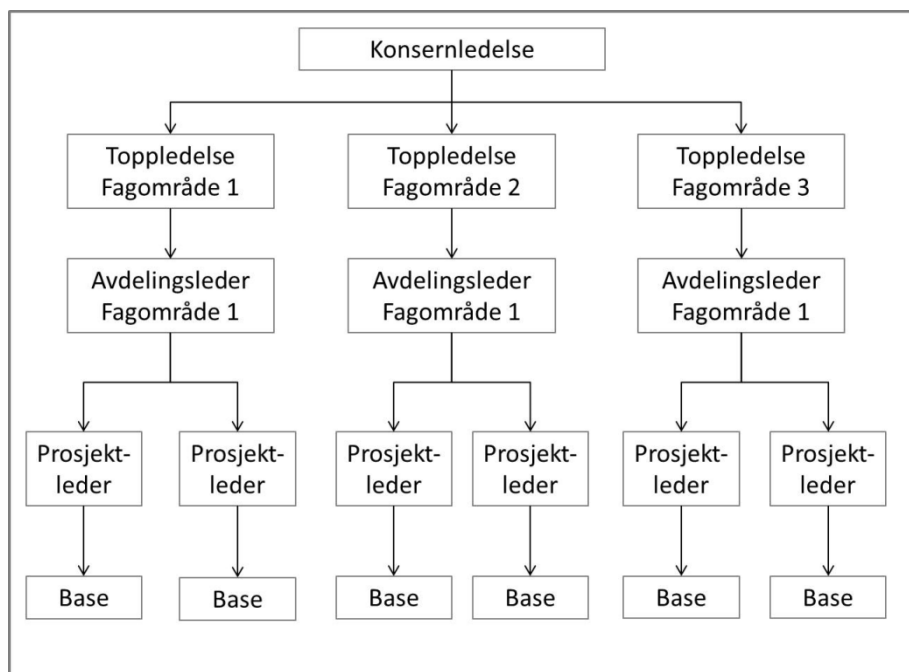 Konsernledelse
Toppledelse
Fagområde 1
Toppledelse
Fagområde 2
Toppledelse
Fagområde 3
Avdelingsleder
Fagområde 1
Avdelingsleder
Fagområde 1
Avdelingsleder
Fagområde 1
Prosjekt-
leder
Prosjekt-
leder
Prosjekt-
leder
Prosjekt-
leder
Prosjekt-
leder
Prosjekt-
leder
Base
Base
Base
Base
Base
Base